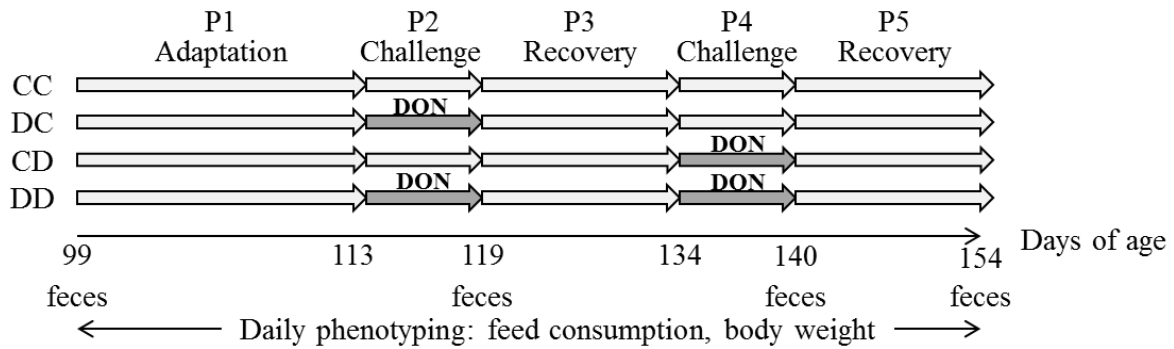 P1 P2 P3 P4 P5
Adaptation Challenge Recovery Challenge Recovery
CC
DON
DC
DON
CD
DON DON
DD
Days of age
99 113 119 134 140 154
feces feces feces feces
Daily phenotyping: feed consumption, body weight